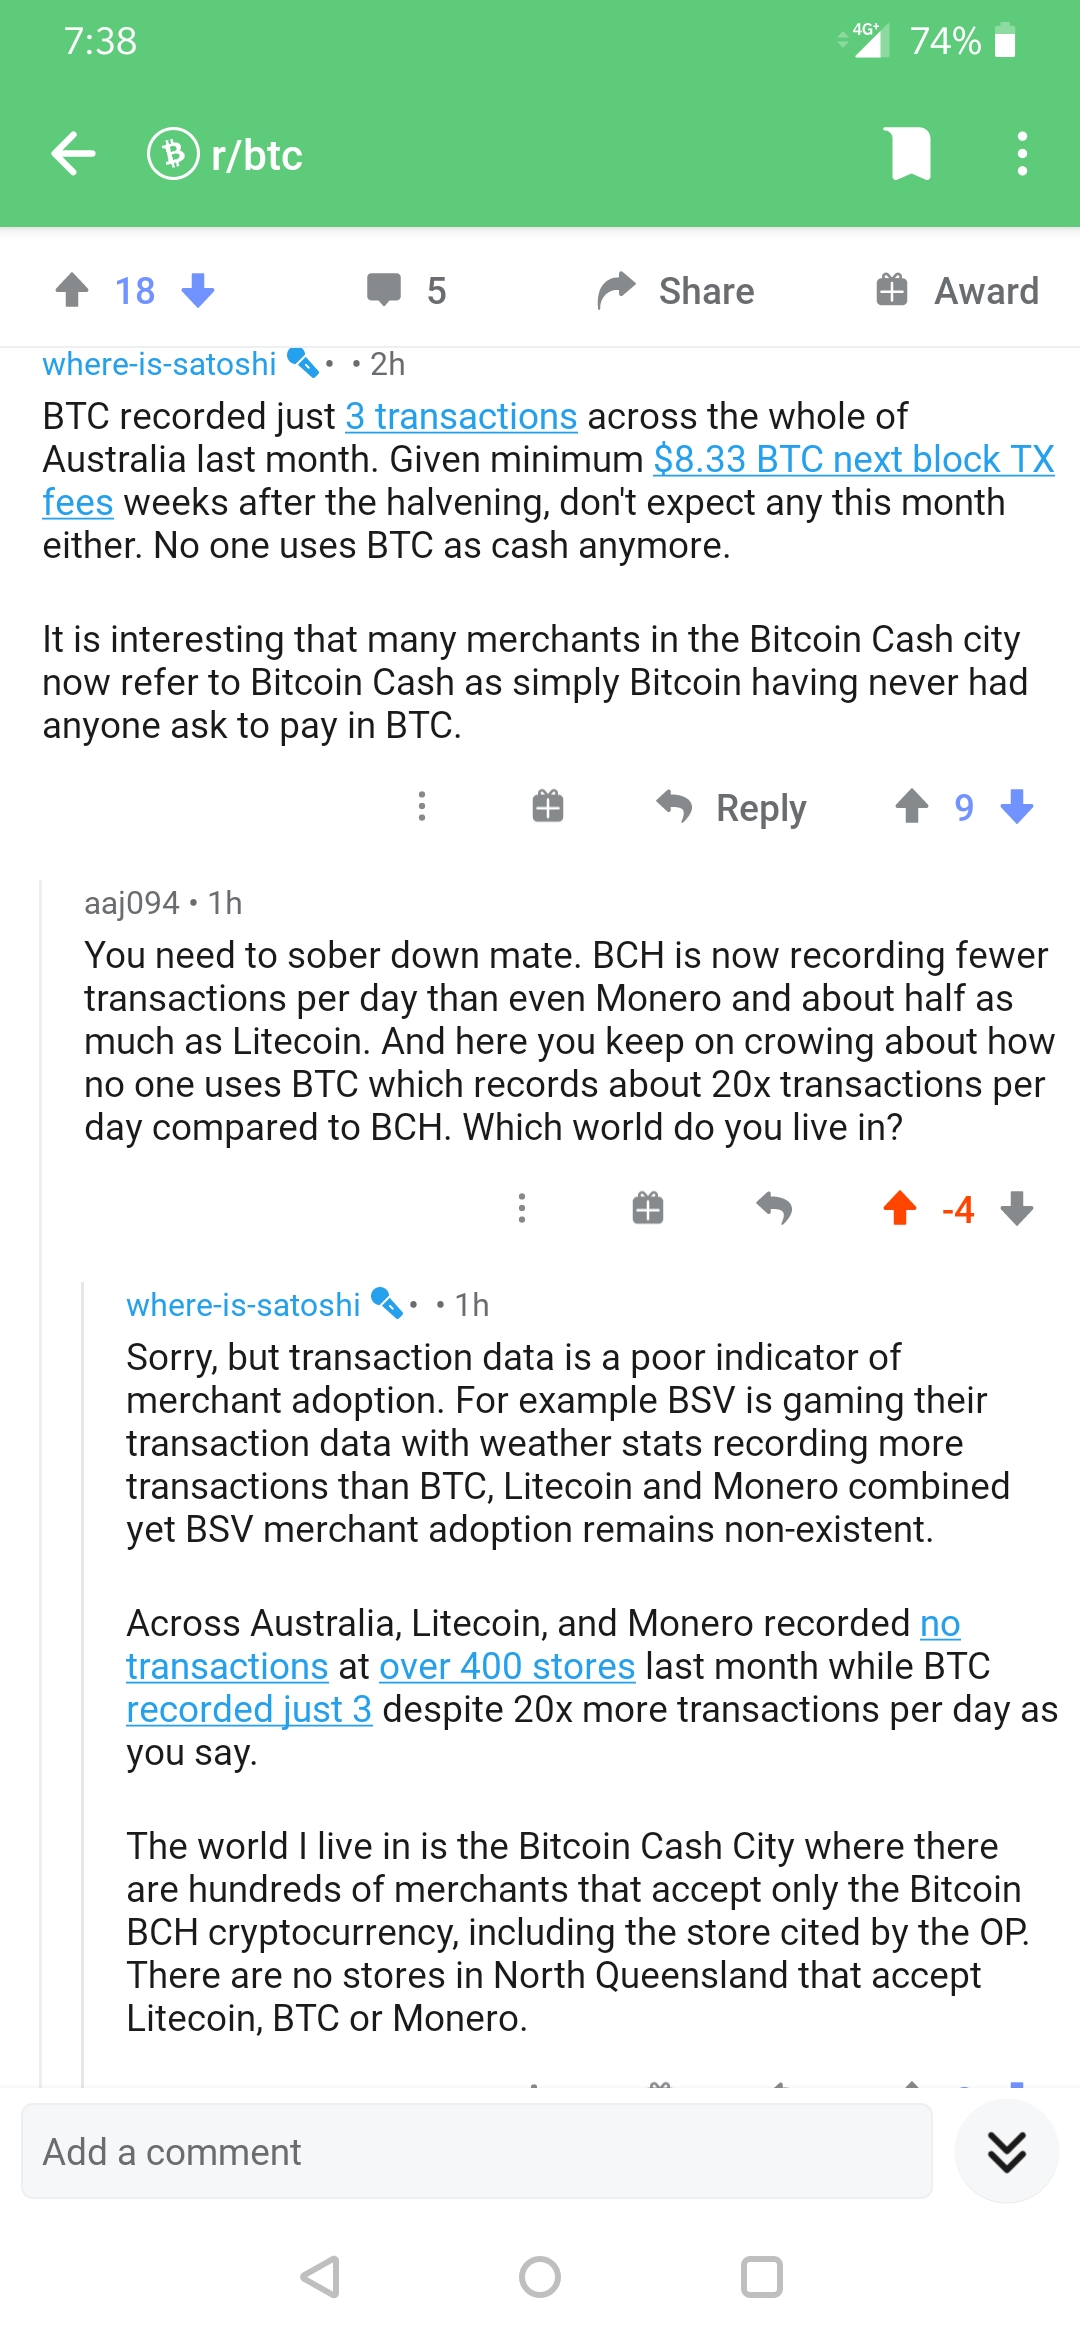 7:38
4G+ 74%
r/btc
18
5
Share
Award
where-is-satoshi • • 2h
BTC recorded just 3 transactions across the whole of
Australia last month. Given minimum $8.33 BTC next block TX
fees weeks after the halvening, don't expect any this month
either. No one uses BTC as cash anymore.
It is interesting that many merchants in the Bitcoin Cash city
now refer to Bitcoin Cash as simply Bitcoin having never had
anyone ask to pay in BTC.
Reply
9
aaj094 • 1h
You need to sober down mate. BCH is now recording fewer
transactions per day than even Monero and about half as
much as Litecoin. And here you keep on crowing about how
no one uses BTC which records about 20x transactions per
day compared to BCH. Which world do you live in?
-4
where-is-satoshi • • 1h
Sorry, but transaction data is a poor indicator of
merchant adoption. For example BSV is gaming their
transaction data with weather stats recording more
transactions than BTC, Litecoin and Monero combined
yet BSV merchant adoption remains non-existent.
Across Australia, Litecoin, and Monero recorded no
transactions at over 400 stores last month while BTC
recorded just 3 despite 20x more transactions per day as
you say.
The world I live in is the Bitcoin Cash City where there
are hundreds of merchants that accept only the Bitcoin
BCH cryptocurrency, including the store cited by the OP.
There are no stores in North Queensland that accept
Litecoin, BTC or Monero.
Add a comment